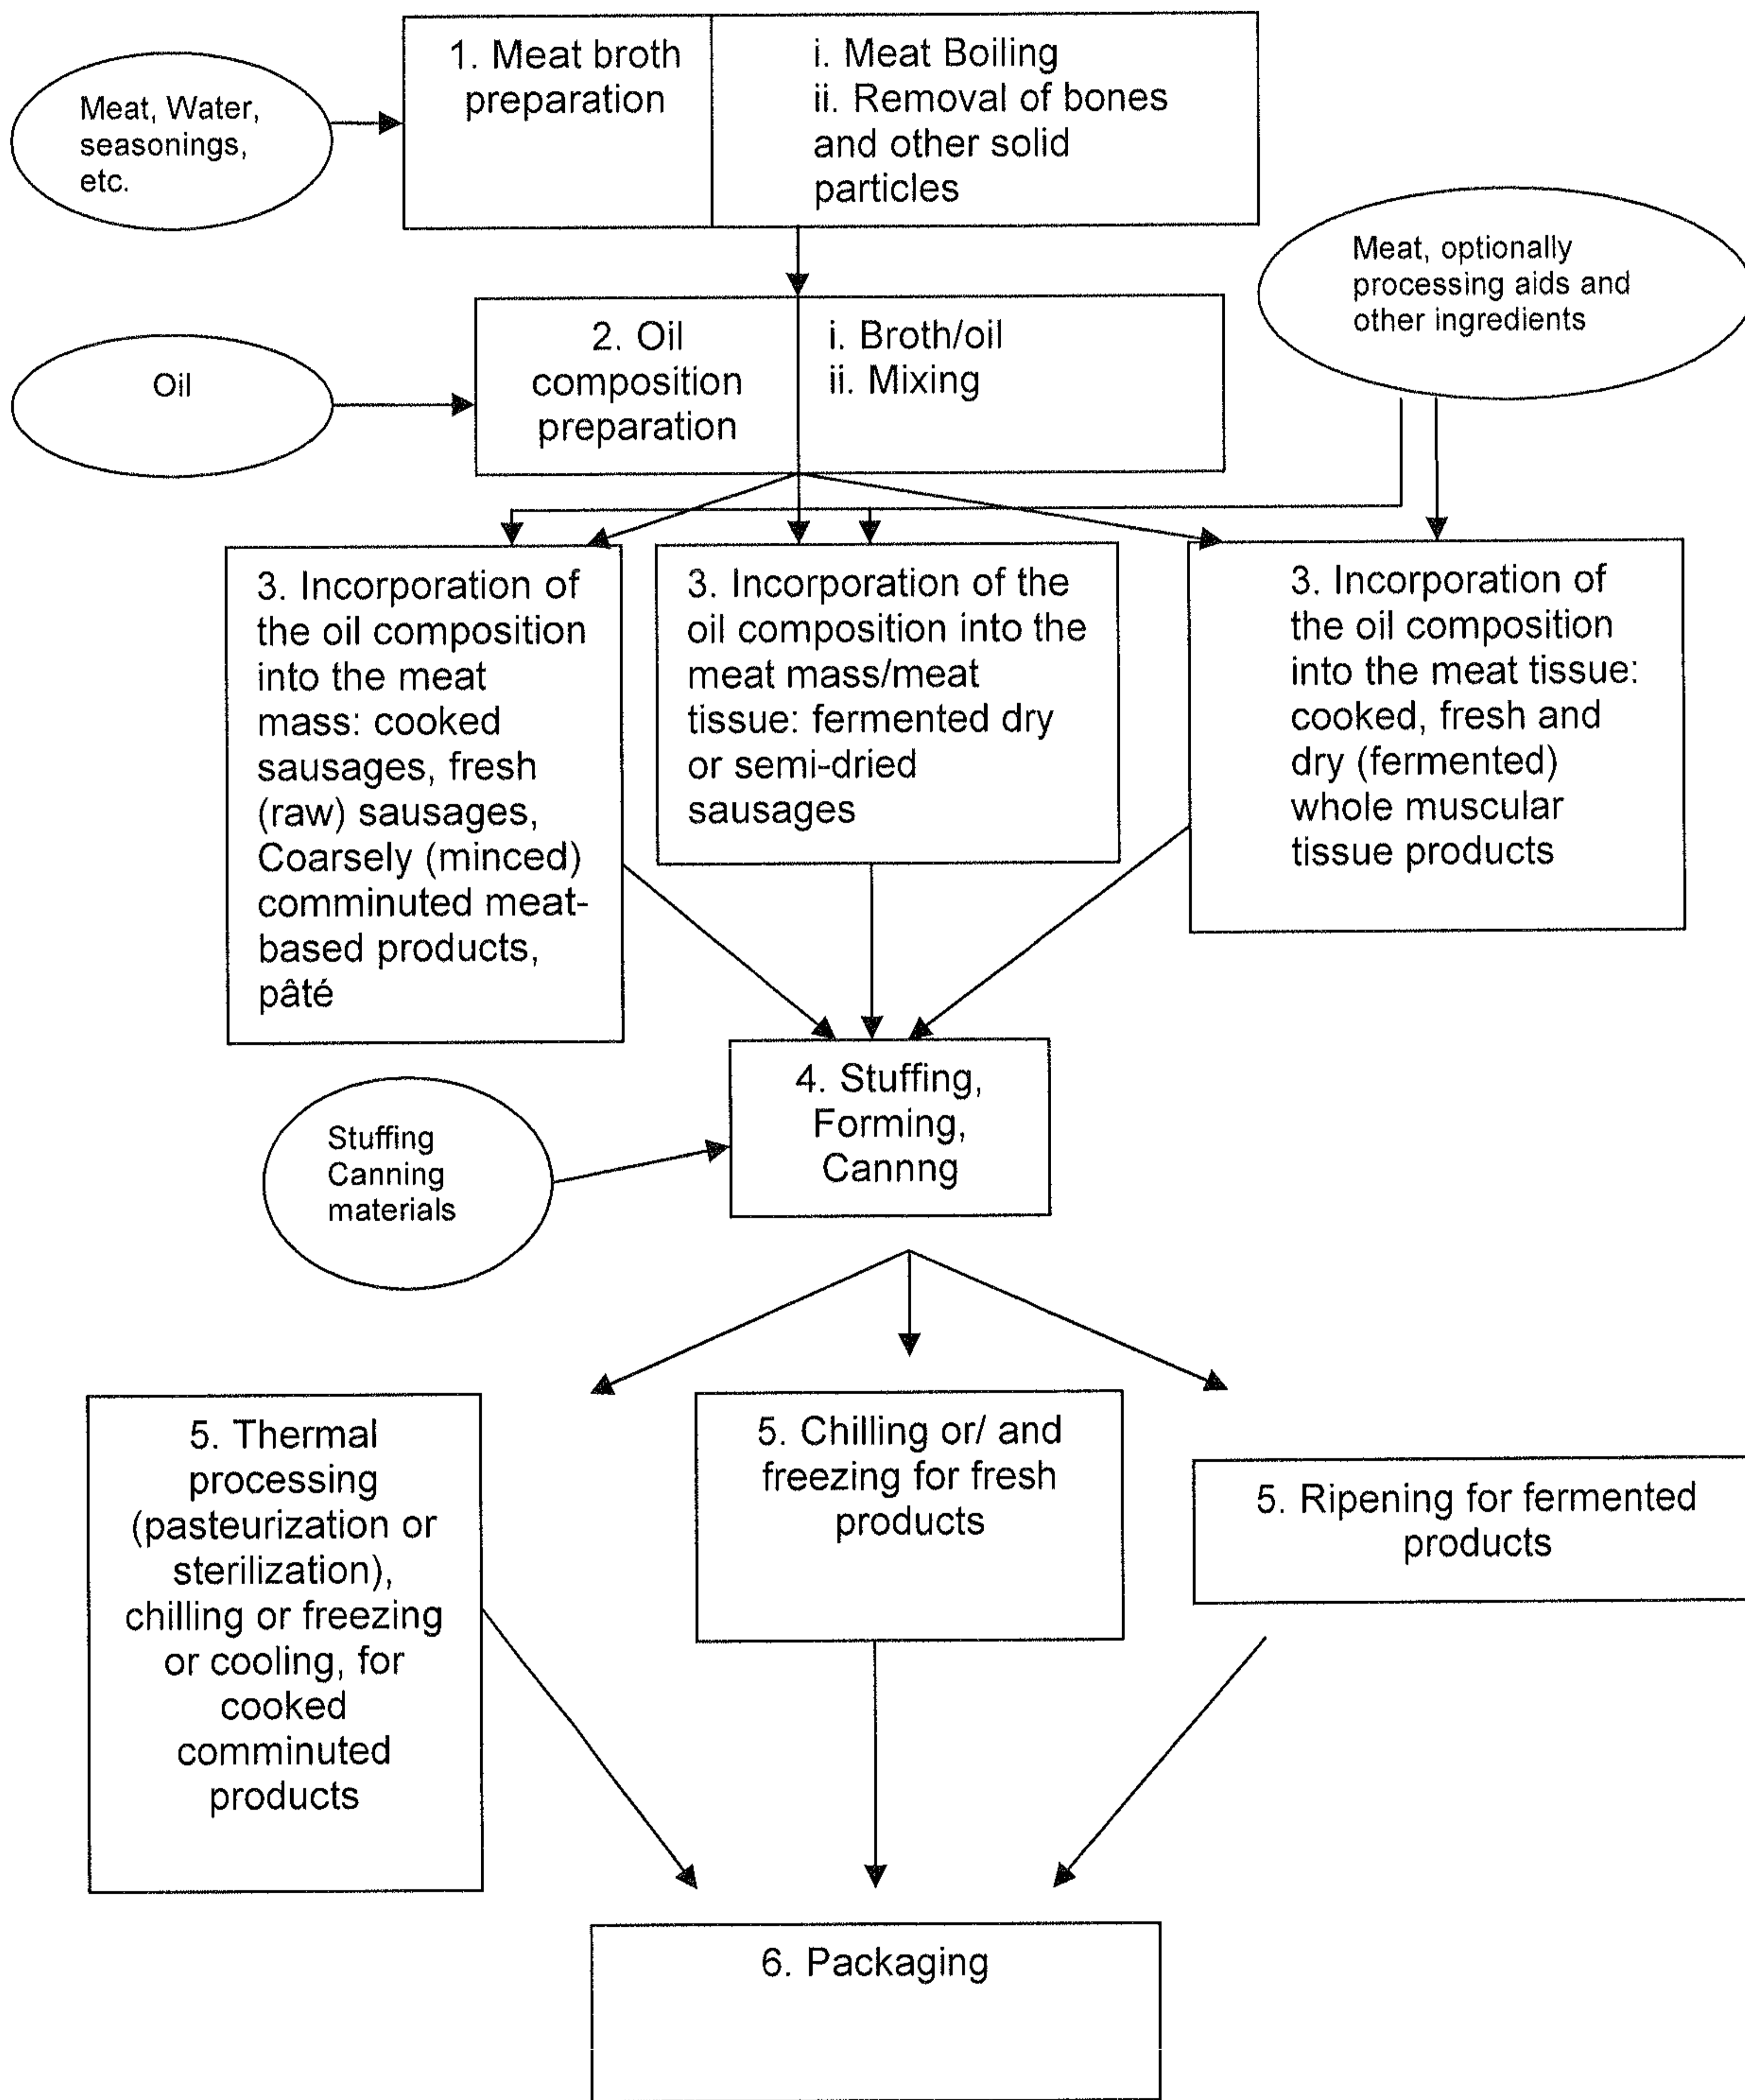 Meat, Water,
seasonings,
etc.
1. Meat broth
preparation
i. Meat Boiling
ii. Removal of bones
and other solid
particles
Meat, optionally
processing aids and
other ingredients
Oil
2. Oil
composition
preparation
i. Broth/oil
ii. Mixing
3. Incorporation of
the oil composition
into the meat
mass: cooked
sausages, fresh
(raw) sausages,
Coarsely (minced)
comminuted meat-
based products,
pâté
3. Incorporation of the
oil composition into the
meat mass/meat
tissue: fermented dry
or semi-dried
sausages
3. Incorporation of
the oil composition
into the meat tissue:
cooked, fresh and
dry (fermented)
whole muscular
tissue products
Stuffing
Canning
materials
4. Stuffing,
Forming,
Cannng
5. Thermal
processing
(pasteurization or
sterilization),
chilling or freezing
or cooling, for
cooked
comminuted
products
5. Chilling or/ and
freezing for fresh
products
5. Ripening for fermented
products
6. Packaging